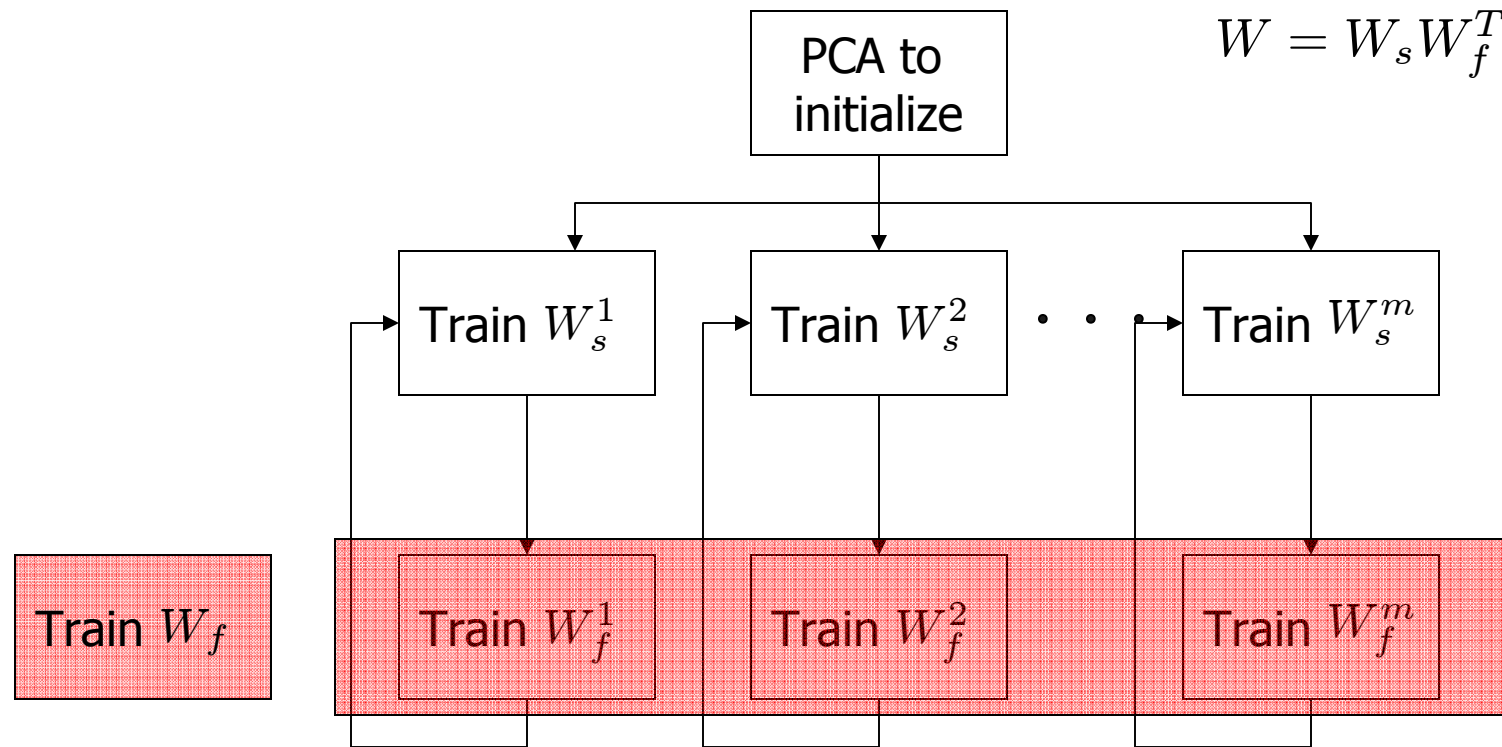 PCA to
initialize
$W = W_s W_f^T$
Train $W_s^1$
Train $W_s^2$
. . .
Train $W_s^m$
Train $W_f$
Train $W_f^1$
Train $W_f^2$
Train $W_f^m$